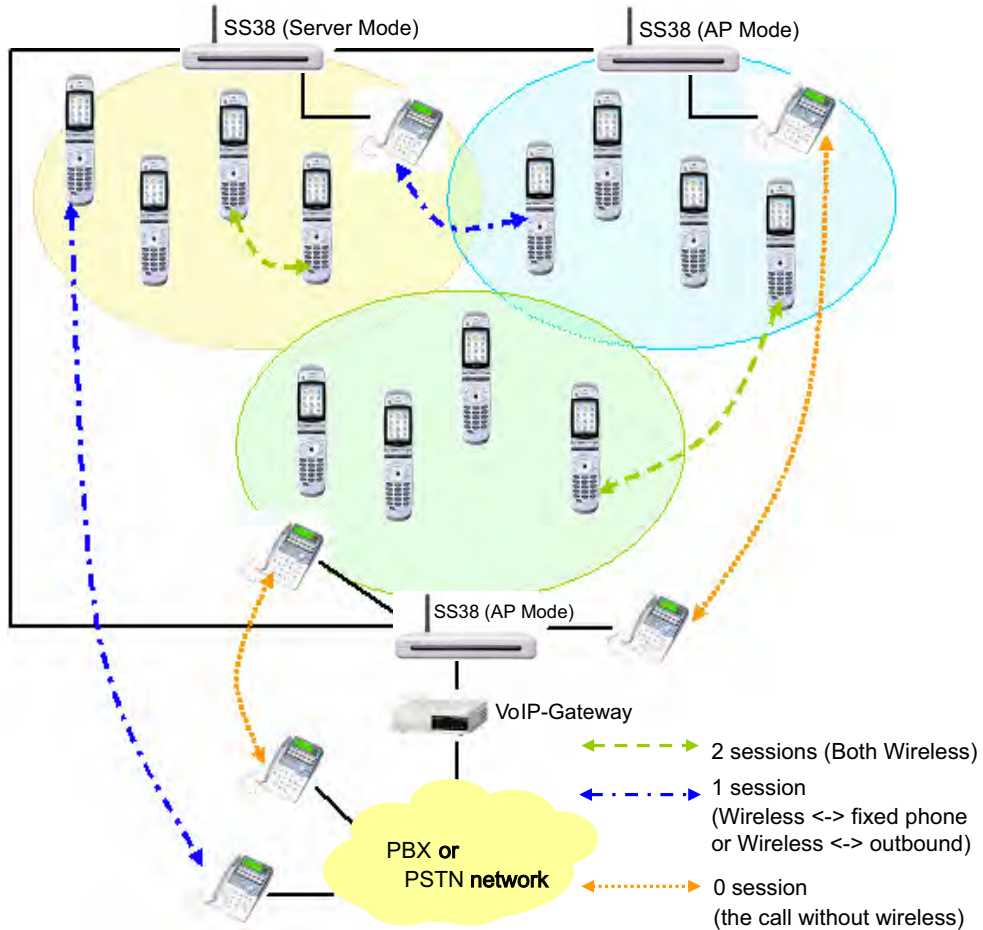 SS38 (Server Mode)
SS38 (AP Mode)
SS38 (AP Mode)
VoIP-Gateway
PBX or
PSTN network
2 sessions (Both Wireless)
1 session
(Wireless <-> fixed phone
or Wireless <-> outbound)
0 session
(the call without wireless)